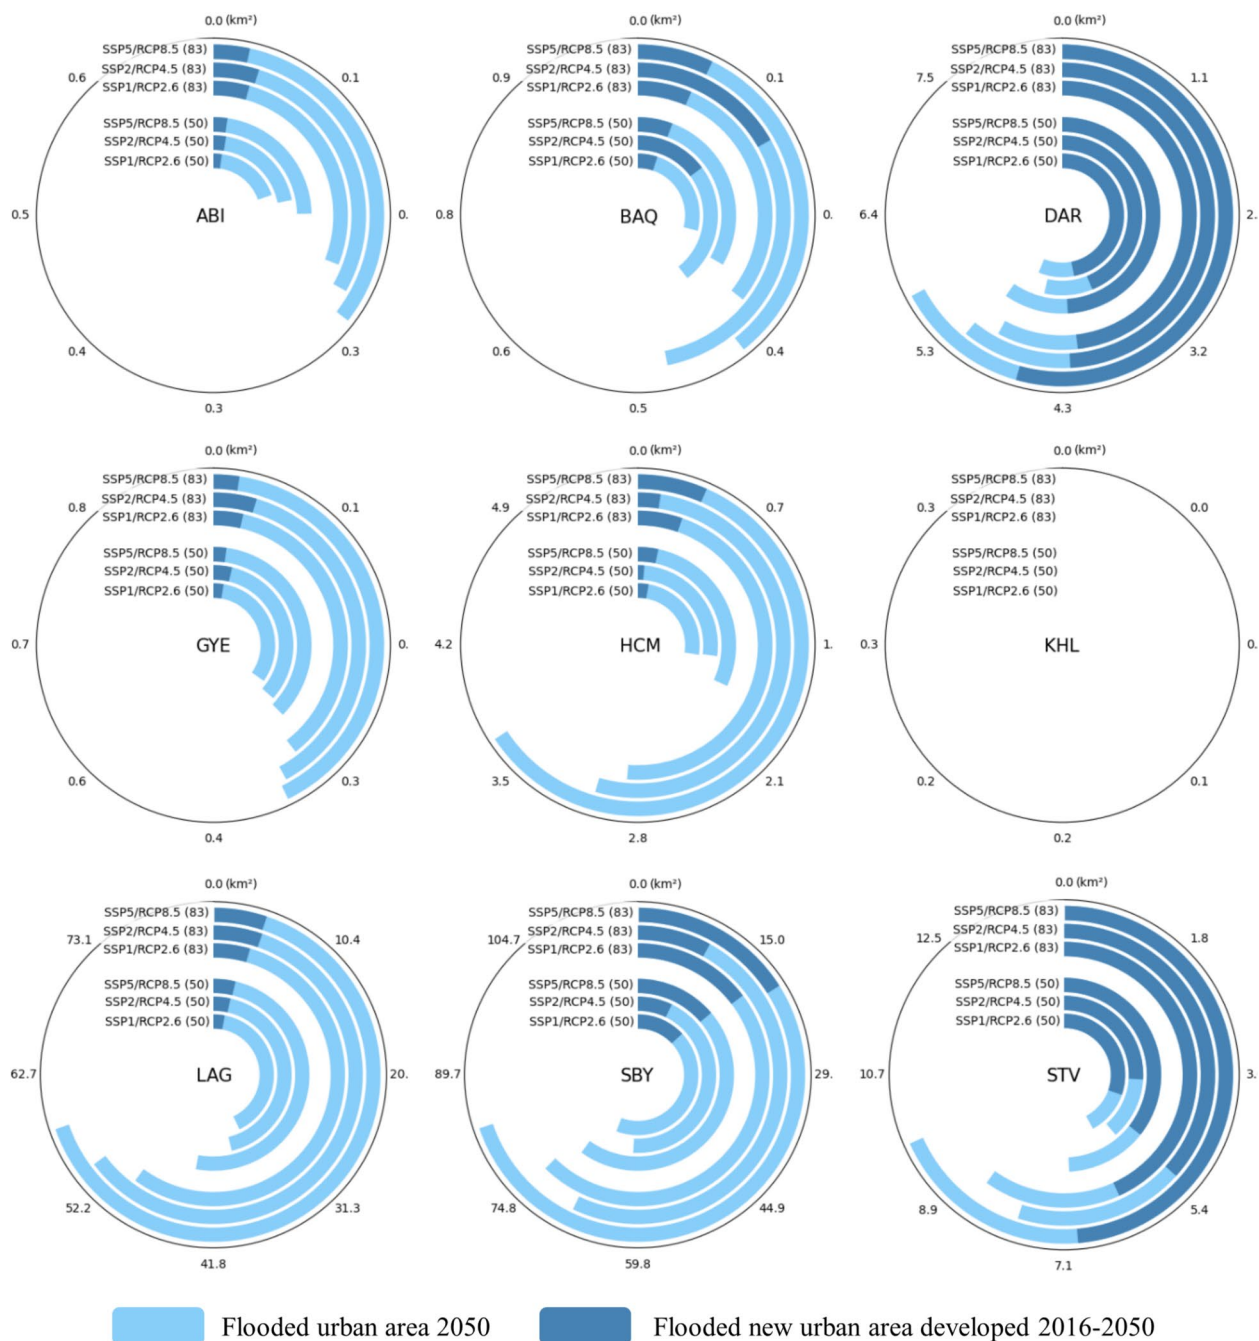 0.0 (km²)
SSP5/RCP8.5 (83)
SSP2/RCP4.5 (83)
SSP1/RCP2.6 (83)
SSP5/RCP8.5 (50)
SSP2/RCP4.5 (50)
SSP1/RCP2.6 (50)
0.6
0.1
0.5
ABI
0.
0.4
0.3
0.3
0.0 (km²)
SSP5/RCP8.5 (83)
SSP2/RCP4.5 (83)
SSP1/RCP2.6 (83)
SSP5/RCP8.5 (50)
SSP2/RCP4.5 (50)
SSP1/RCP2.6 (50)
0.9
0.1
0.8
BAQ
0.
0.6
0.4
0.5
0.0 (km²)
SSP5/RCP8.5 (83)
SSP2/RCP4.5 (83)
SSP1/RCP2.6 (83)
SSP5/RCP8.5 (50)
SSP2/RCP4.5 (50)
SSP1/RCP2.6 (50)
7.5
1.1
6.4
DAR
2.
5.3
3.2
4.3
0.0 (km²)
SSP5/RCP8.5 (83)
SSP2/RCP4.5 (83)
SSP1/RCP2.6 (83)
SSP5/RCP8.5 (50)
SSP2/RCP4.5 (50)
SSP1/RCP2.6 (50)
0.8
0.1
0.7
GYE
0.
0.6
0.3
0.4
0.0 (km²)
SSP5/RCP8.5 (83)
SSP2/RCP4.5 (83)
SSP1/RCP2.6 (83)
SSP5/RCP8.5 (50)
SSP2/RCP4.5 (50)
SSP1/RCP2.6 (50)
4.9
0.7
4.2
HCM
1.
3.5
2.1
2.8
0.0 (km²)
SSP5/RCP8.5 (83)
SSP2/RCP4.5 (83)
SSP1/RCP2.6 (83)
SSP5/RCP8.5 (50)
SSP2/RCP4.5 (50)
SSP1/RCP2.6 (50)
0.3
0.0
0.3
KHL
0.
0.2
0.1
0.2
0.0 (km²)
SSP5/RCP8.5 (83)
SSP2/RCP4.5 (83)
SSP1/RCP2.6 (83)
SSP5/RCP8.5 (50)
SSP2/RCP4.5 (50)
SSP1/RCP2.6 (50)
73.1
10.4
62.7
LAG
20.
52.2
31.3
41.8
0.0 (km²)
SSP5/RCP8.5 (83)
SSP2/RCP4.5 (83)
SSP1/RCP2.6 (83)
SSP5/RCP8.5 (50)
SSP2/RCP4.5 (50)
SSP1/RCP2.6 (50)
104.7
15.0
89.7
SBY
29.
74.8
44.9
59.8
0.0 (km²)
SSP5/RCP8.5 (83)
SSP2/RCP4.5 (83)
SSP1/RCP2.6 (83)
SSP5/RCP8.5 (50)
SSP2/RCP4.5 (50)
SSP1/RCP2.6 (50)
12.5
1.8
10.7
STV
3.
8.9
5.4
7.1
Flooded urban area 2050
Flooded new urban area developed 2016-2050